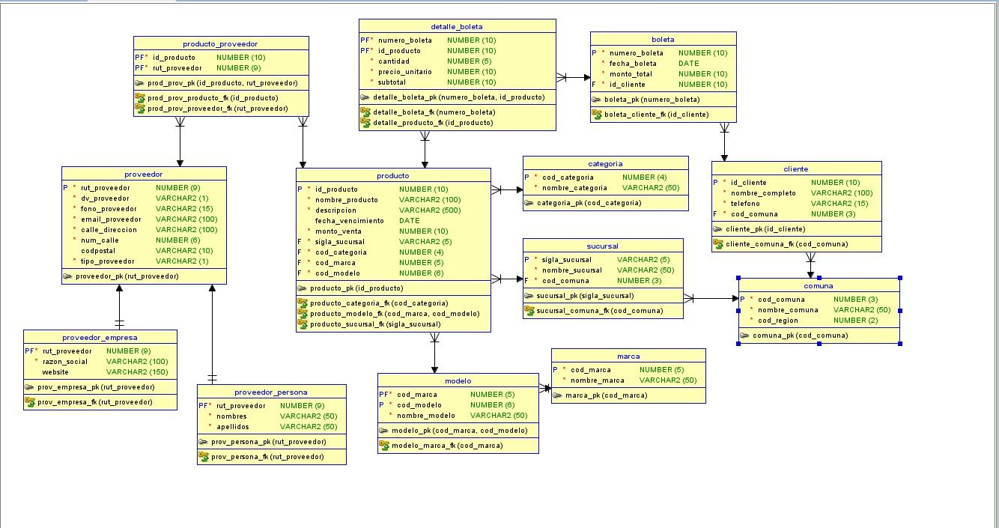 producto_proveedor
PF* id_producto NUMBER (10)
PF* rut_proveedor NUMBER (9)
prod_prov_pk (id_producto, rut_proveedor)
prod_prov_producto_fk (id_producto)
prod_prov_proveedor_fk (rut_proveedor)
detalle_boleta
PF* numero_boleta NUMBER (10)
PF* id_producto NUMBER (10)
* cantidad NUMBER (5)
* precio_unitario NUMBER (10)
* subtotal NUMBER (10)
detalle_boleta_pk (numero_boleta, id_producto)
detalle_boleta_fk (numero_boleta)
detalle_producto_fk (id_producto)
boleta
P * numero_boleta NUMBER (10)
* fecha_boleta DATE
* monto_total NUMBER (10)
F * id_cliente NUMBER (10)
boleta_pk (numero_boleta)
boleta_cliente_fk (id_cliente)
proveedor
P * rut_proveedor NUMBER (9)
* dv_proveedor VARCHAR2 (1)
* fono_proveedor VARCHAR2 (15)
* email_proveedor VARCHAR2 (100)
* calle_direccion VARCHAR2 (100)
* num_calle NUMBER (6)
codpostal VARCHAR2 (10)
* tipo_proveedor VARCHAR2 (1)
proveedor_pk (rut_proveedor)
producto
P * id_producto NUMBER (10)
* nombre_producto VARCHAR2 (100)
* descripcion VARCHAR2 (500)
fecha_vencimiento DATE
* monto_venta NUMBER (10)
F * sigla_sucursal VARCHAR2 (5)
F * cod_categoria NUMBER (4)
F * cod_marca NUMBER (5)
F * cod_modelo NUMBER (6)
producto_pk (id_producto)
producto_categoria_fk (cod_categoria)
producto_modelo_fk (cod_marca, cod_modelo)
producto_sucursal_fk (sigla_sucursal)
categoria
P * cod_categoria NUMBER (4)
* nombre_categoria VARCHAR2 (50)
categoria_pk (cod_categoria)
cliente
P * id_cliente NUMBER (10)
* nombre_completo VARCHAR2 (100)
* telefono VARCHAR2 (15)
F * cod_comuna NUMBER (3)
cliente_pk (id_cliente)
cliente_comuna_fk (cod_comuna)
sucursal
P * sigla_sucursal VARCHAR2 (5)
* nombre_sucursal VARCHAR2 (50)
F * cod_comuna NUMBER (3)
sucursal_pk (sigla_sucursal)
sucursal_comuna_fk (cod_comuna)
comuna
P * cod_comuna NUMBER (3)
* nombre_comuna VARCHAR2 (50)
* cod_region NUMBER (2)
comuna_pk (cod_comuna)
proveedor_empresa
PF* rut_proveedor NUMBER (9)
* razon_social VARCHAR2 (100)
website VARCHAR2 (150)
prov_empresa_pk (rut_proveedor)
prov_empresa_fk (rut_proveedor)
proveedor_persona
PF* rut_proveedor NUMBER (9)
* nombres VARCHAR2 (50)
* apellidos VARCHAR2 (50)
prov_persona_pk (rut_proveedor)
prov_persona_fk (rut_proveedor)
modelo
PF* cod_marca NUMBER (5)
P * cod_modelo NUMBER (6)
* nombre_modelo VARCHAR2 (50)
modelo_pk (cod_marca, cod_modelo)
modelo_marca_fk (cod_marca)
marca
P * cod_marca NUMBER (5)
* nombre_marca VARCHAR2 (50)
marca_pk (cod_marca)